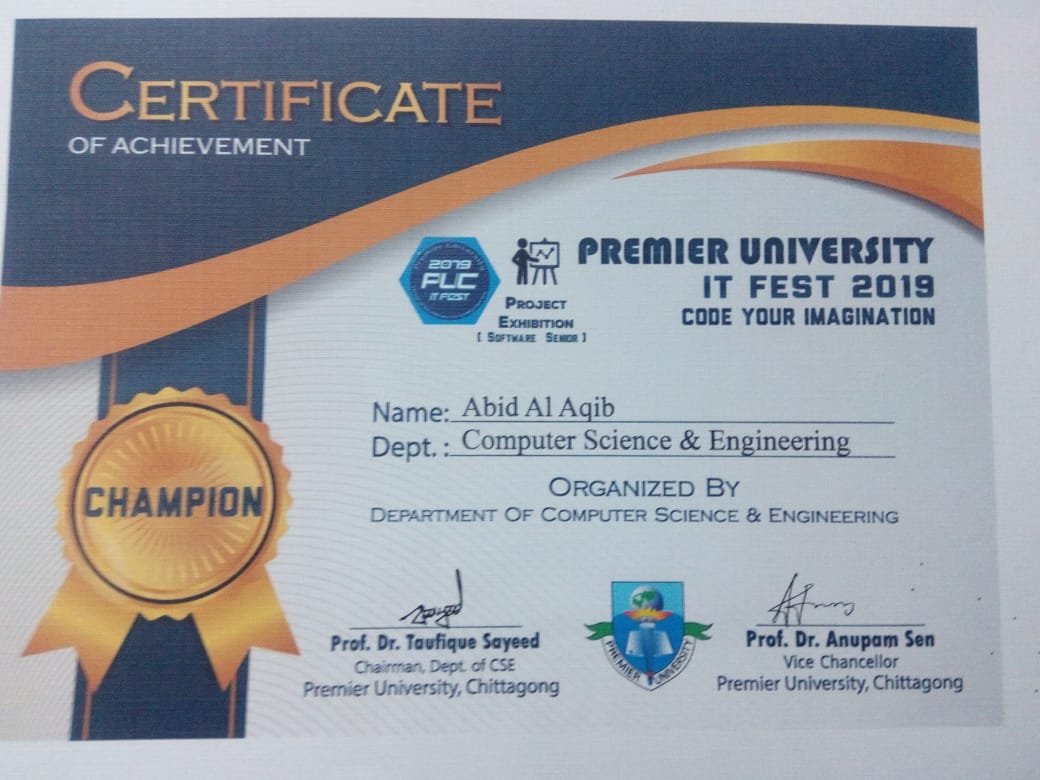 CERTIFICATE
OF ACHIEVEMENT
2019
PUC
IT FEST
PROJECT
EXHIBITION
[ SOFTWARE SENIOR ]
PREMIER UNIVERSITY
IT FEST 2019
CODE YOUR IMAGINATION
CHAMPION
Name: Abid Al Aqib
Dept. : Computer Science & Engineering
ORGANIZED BY
DEPARTMENT OF COMPUTER SCIENCE & ENGINEERING
Prof. Dr. Taufique Sayeed
Chairman, Dept. of CSE
Premier University, Chittagong
PREMIER UNIVERSITY
Prof. Dr. Anupam Sen
Vice Chancellor
Premier University, Chittagong